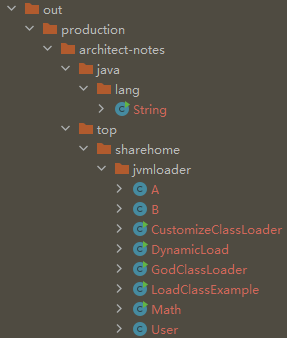 out
production
architect-notes
java
lang
String
top
sharehome
jvmloader
A
B
CustomizeClassLoader
DynamicLoad
GodClassLoader
LoadClassExample
Math
User